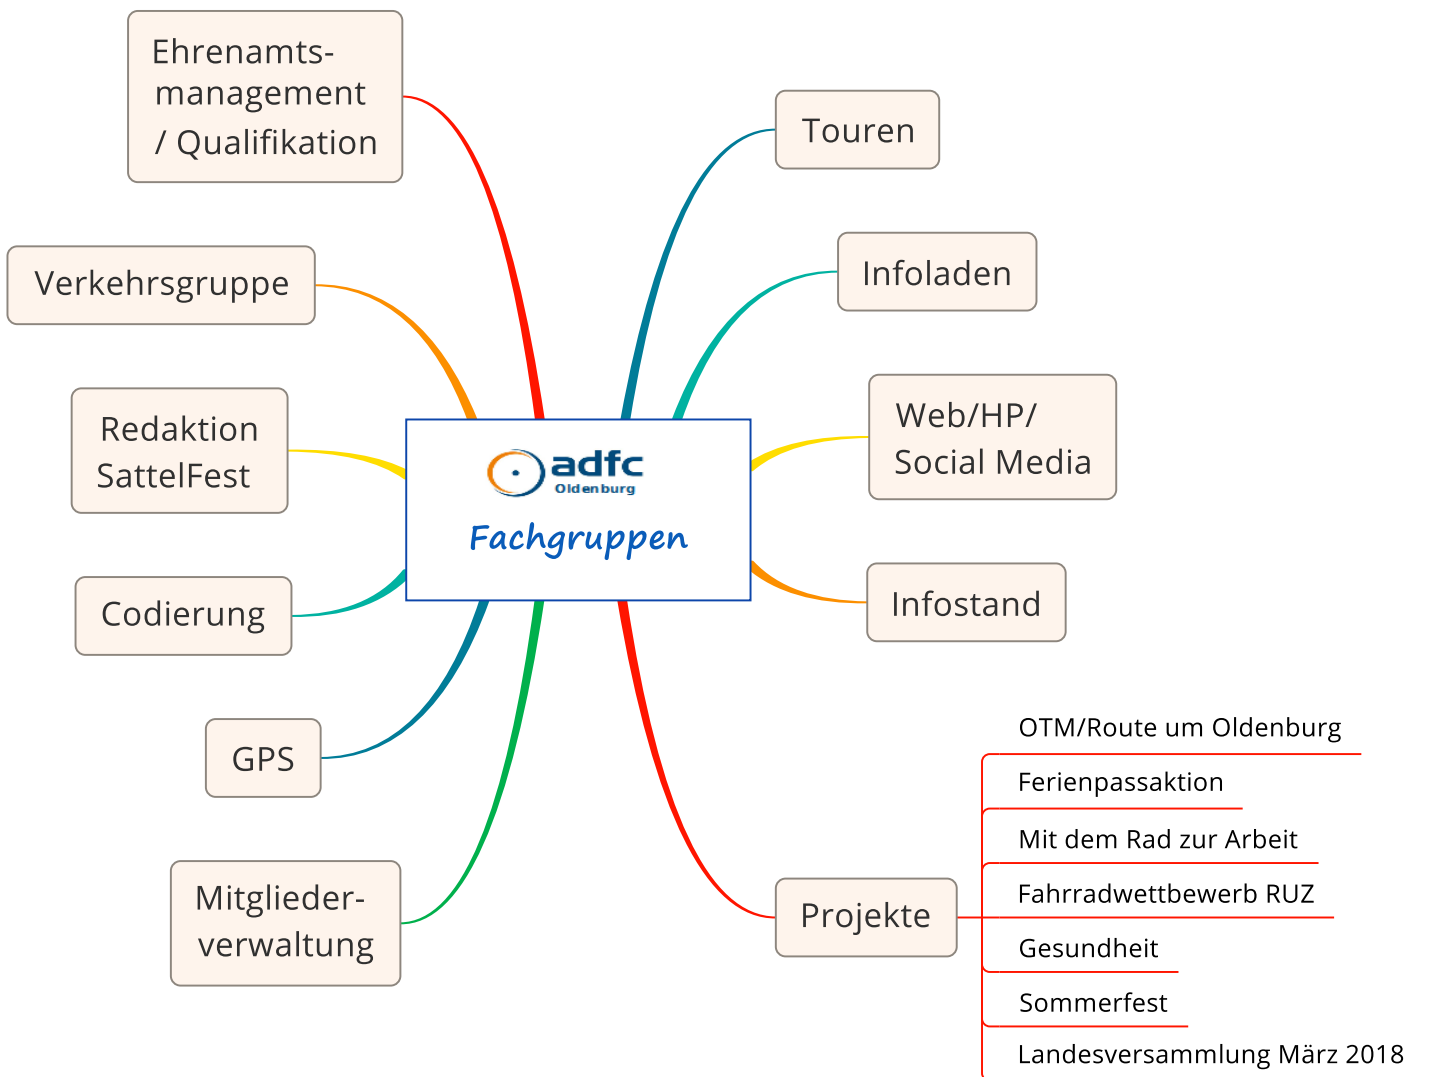 adfc
Oldenburg
Fachgruppen
Touren
Infoladen
Web/HP/
Social Media
Infostand
Projekte
OTM/Route um Oldenburg
Ferienpassaktion
Mit dem Rad zur Arbeit
Fahrradwettbewerb RUZ
Gesundheit
Sommerfest
Landesversammlung März 2018
Mitglieder-
verwaltung
GPS
Codierung
Redaktion
SattelFest
Verkehrsgruppe
Ehrenamts-
management
/ Qualifikation